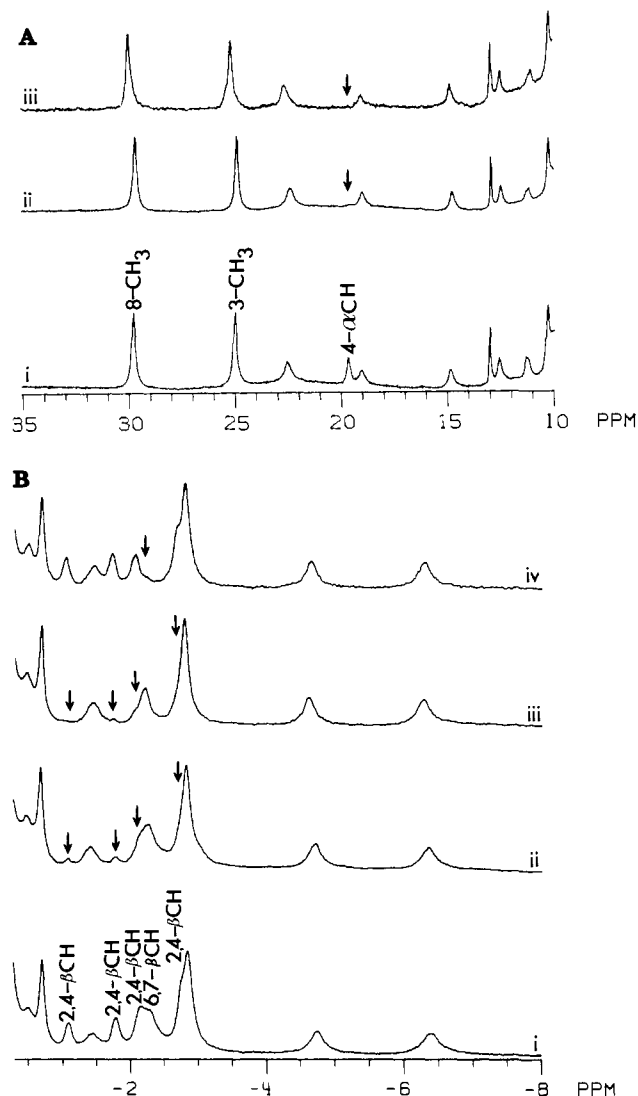 A
iii
ii
8-CH3
3-CH3
4-αCH
i
35 30 25 20 15 10 PPM
B
iv
iii
ii
2,4-βCH
2,4-βCH
2,4-βCH
6,7-βCH
2,4-βCH
i
-2 -4 -6 -8 PPM